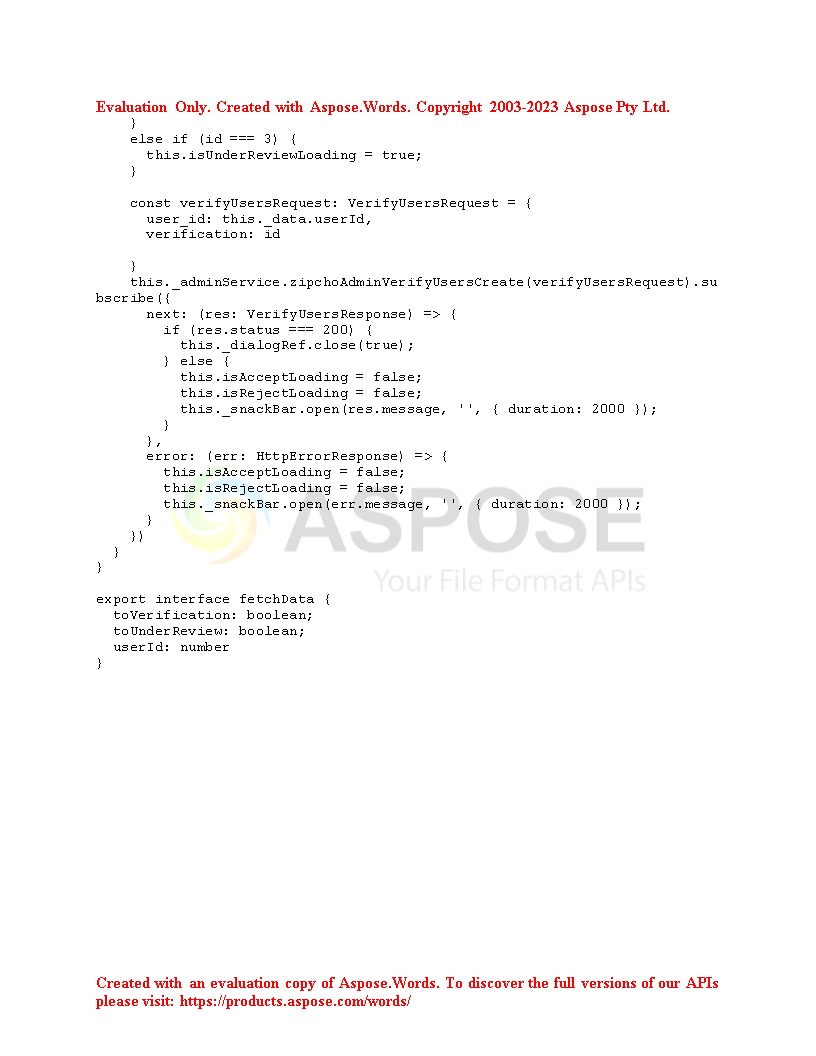 Evaluation Only. Created with Aspose.Words. Copyright 2003-2023 Aspose Pty Ltd.
    }
    else if (id === 3) {
      this.isUnderReviewLoading = true;
    }

    const verifyUsersRequest: VerifyUsersRequest = {
      user_id: this._data.userId,
      verification: id

    }
    this._adminService.zipchoAdminVerifyUsersCreate(verifyUsersRequest).su
bscribe({
      next: (res: VerifyUsersResponse) => {
        if (res.status === 200) {
          this._dialogRef.close(true);
        } else {
          this.isAcceptLoading = false;
          this.isRejectLoading = false;
          this._snackBar.open(res.message, '', { duration: 2000 });
        }
      },
      error: (err: HttpErrorResponse) => {
        this.isAcceptLoading = false;
        this.isRejectLoading = false;
        this._snackBar.open(err.message, '', { duration: 2000 });
      }
    })
  }
}
ASPOSE
Your File Format APIs

export interface fetchData {
  toVerification: boolean;
  toUnderReview: boolean;
  userId: number
}
Created with an evaluation copy of Aspose.Words. To discover the full versions of our APIs
please visit: https://products.aspose.com/words/